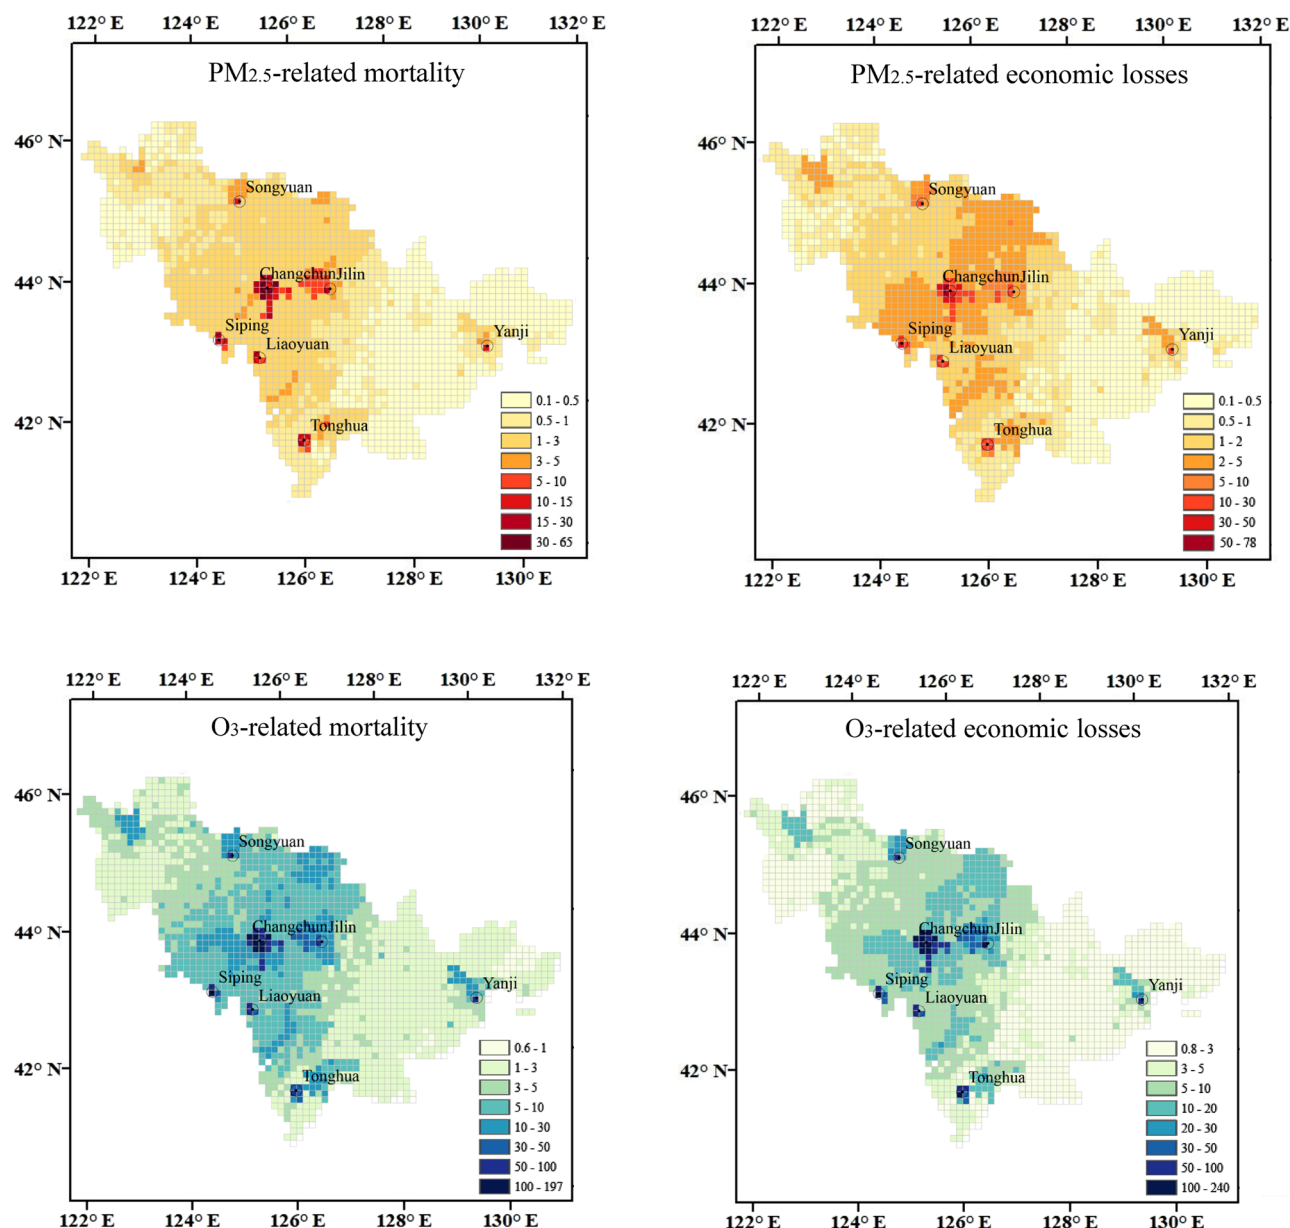 122° E 124° E 126° E 128° E 130° E 132° E
PM2.5-related mortality
46° N
44° N
42° N
Songyuan
Changchun
Jilin
Siping
Liaoyuan
Yanji
Tonghua
0.1 - 0.5
0.5 - 1
1 - 3
3 - 5
5 - 10
10 - 15
15 - 30
30 - 65
122° E 124° E 126° E 128° E 130° E
122° E 124° E 126° E 128° E 130° E 132° E
PM2.5-related economic losses
46° N
44° N
42° N
Songyuan
Changchun
Jilin
Siping
Liaoyuan
Yanji
Tonghua
0.1 - 0.5
0.5 - 1
1 - 2
2 - 5
5 - 10
10 - 30
30 - 50
50 - 78
122° E 124° E 126° E 128° E 130° E
122° E 124° E 126° E 128° E 130° E 132° E
O3-related mortality
46° N
44° N
42° N
Songyuan
Changchun
Jilin
Siping
Liaoyuan
Yanji
Tonghua
0.6 - 1
1 - 3
3 - 5
5 - 10
10 - 30
30 - 50
50 - 100
100 - 197
122° E 124° E 126° E 128° E 130° E
122° E 124° E 126° E 128° E 130° E 132° E
O3-related economic losses
46° N
44° N
42° N
Songyuan
Changchun
Jilin
Siping
Liaoyuan
Yanji
Tonghua
0.8 - 3
3 - 5
5 - 10
10 - 20
20 - 30
30 - 50
50 - 100
100 - 240
122° E 124° E 126° E 128° E 130° E